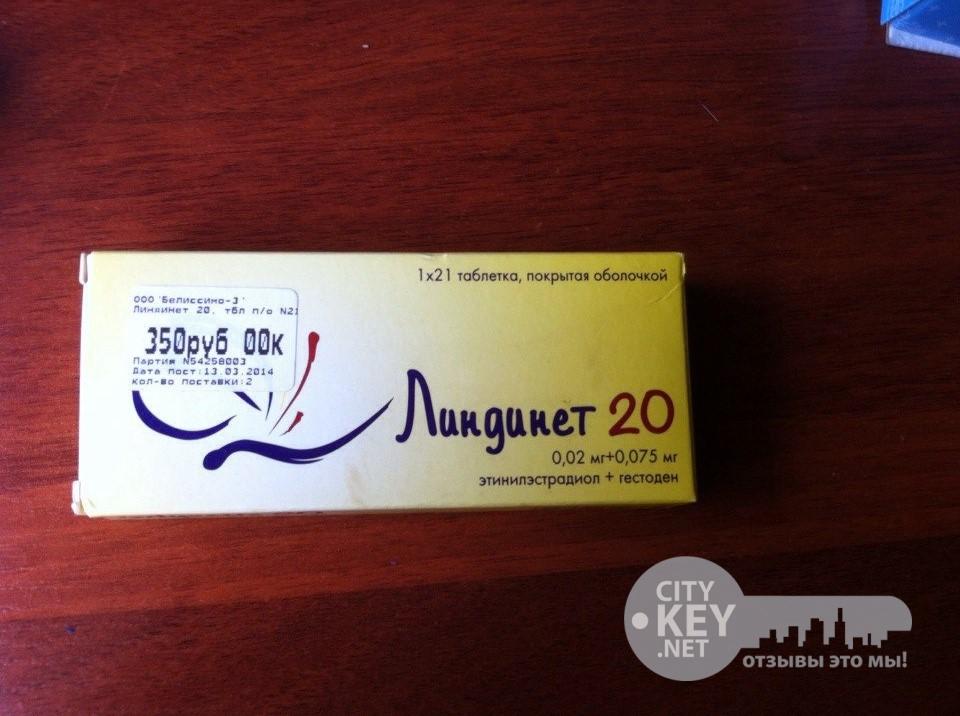 1x21 таблетка, покрытая оболочкой
ООО "Белиссимо-3"
Линдинет 20, тбл п/о N21
350руб 00к
Партия N54258003
Дата пост:13.03.2014
кол-во поставки:2
Линдинет 20
0,02 мг+0,075 мг
этинилэстрадиол + гестоден
CITY
KEY
.NET
ОТЗЫВЫ ЭТО МЫ!